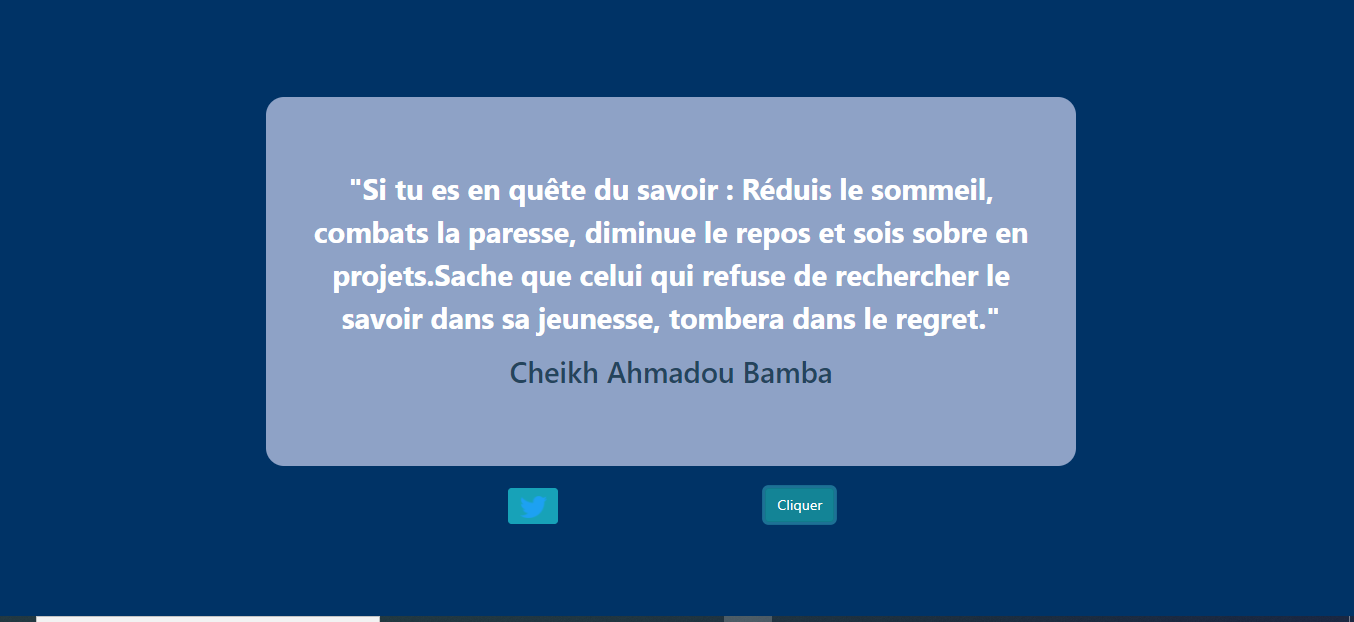 "Si tu es en quête du savoir : Réduis le sommeil,
combats la paresse, diminue le repos et sois sobre en
projets.Sache que celui qui refuse de rechercher le
savoir dans sa jeunesse, tombera dans le regret."
Cheikh Ahmadou Bamba
Cliquer